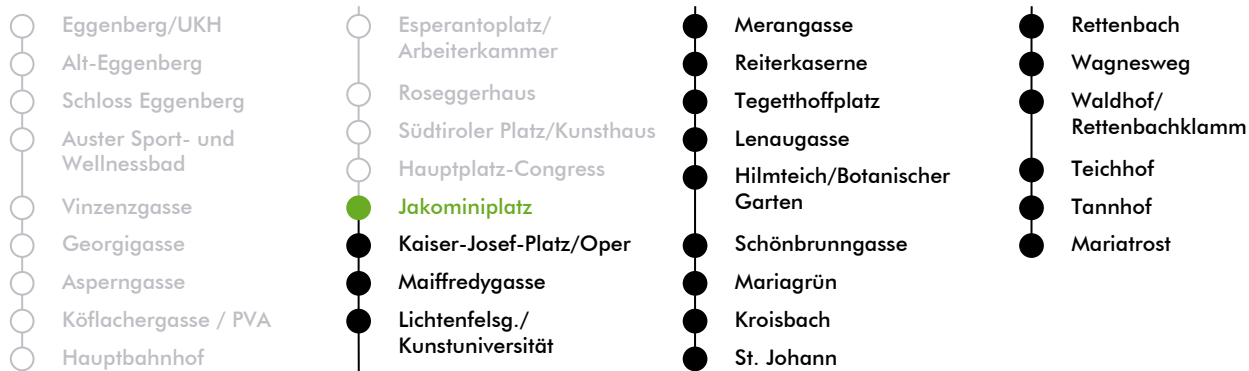 Eggenberg/UKH
Alt-Eggenberg
Schloss Eggenberg
Auster Sport- und
Wellnessbad
Vinzenzgasse
Georgigasse
Asperngasse
Köflachergasse / PVA
Hauptbahnhof
Esperantoplatz/
Arbeiterkammer
Roseggerhaus
Südtiroler Platz/Kunsthaus
Hauptplatz-Congress
Jakominiplatz
Kaiser-Josef-Platz/Oper
Maiffredygasse
Lichtenfelsg./
Kunstuniversität
Merangasse
Reiterkaserne
Tegetthoffplatz
Lenaugasse
Hilmteich/Botanischer
Garten
Schönbrunngasse
Mariagrün
Kroisbach
St. Johann
Rettenbach
Wagnesweg
Waldhof/
Rettenbachklamm
Teichhof
Tannhof
Mariatrost